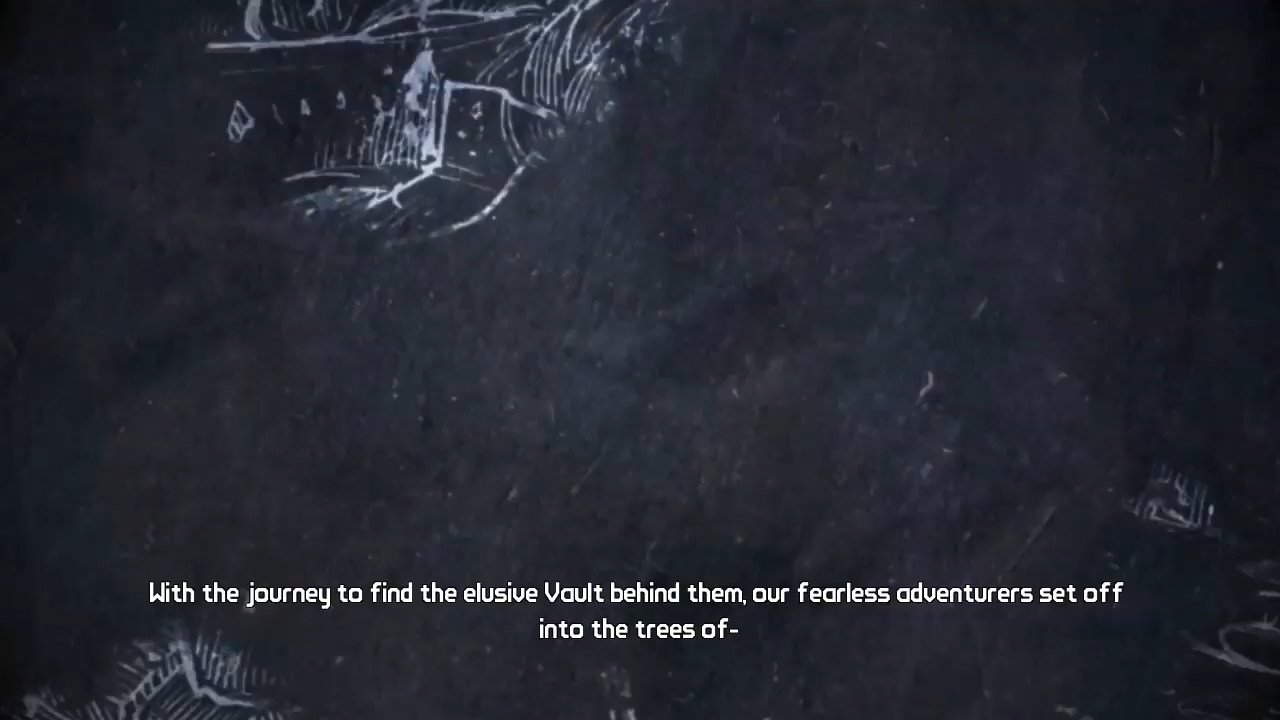 With the journey to find the elusive Vault behind them, our fearless adventurers set off
into the trees of-